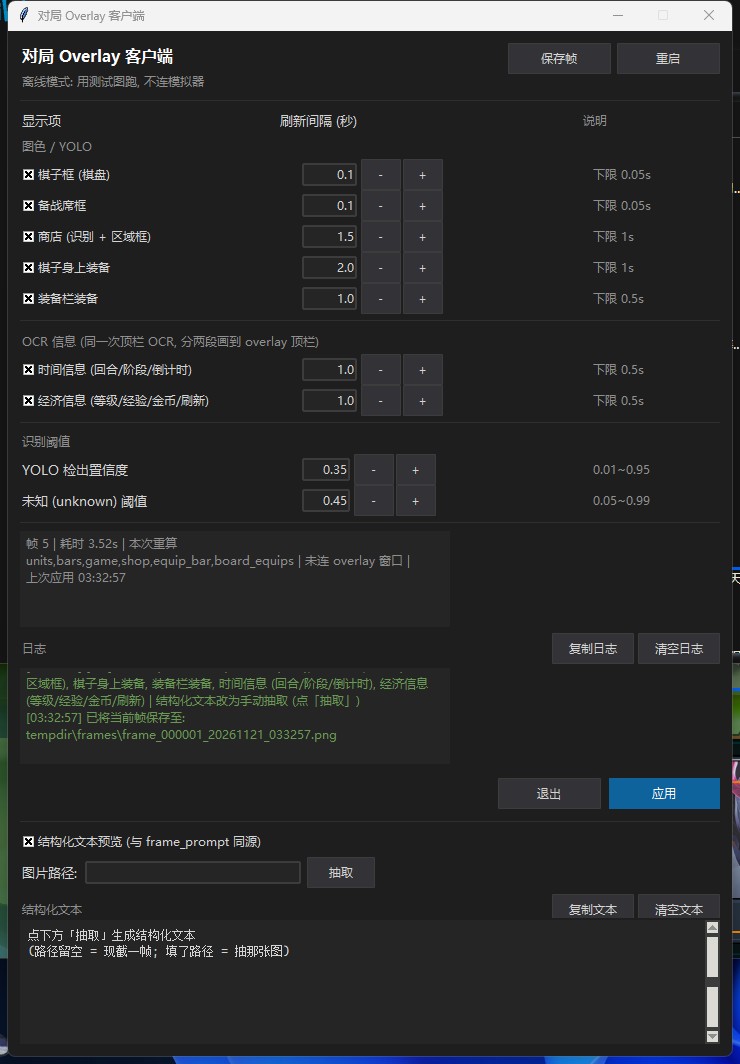 对局 Overlay 客户端
对局 Overlay 客户端
保存帧
重启
离线模式: 用测试图跑, 不连模拟器
显示项
刷新间隔 (秒)
说明
图色 / YOLO
棋子框 (棋盘)
0.1
-
+
下限 0.05s
备战席框
0.1
-
+
下限 0.05s
商店 (识别 + 区域框)
1.5
-
+
下限 1s
棋子身上装备
2.0
-
+
下限 1s
装备栏装备
1.0
-
+
下限 0.5s
OCR 信息 (同一次顶栏 OCR, 分两段画到 overlay 顶栏)
时间信息 (回合/阶段/倒计时)
1.0
-
+
下限 0.5s
经济信息 (等级/经验/金币/刷新)
1.0
-
+
下限 0.5s
识别阈值
YOLO 检出置信度
0.35
-
+
0.01~0.95
未知 (unknown) 阈值
0.45
-
+
0.05~0.99
帧 5 | 耗时 3.52s | 本次重算
units,bars,game,shop,equip_bar,board_equips | 未连 overlay 窗口 |
上次应用 03:32:57
日志
复制日志
清空日志
区域框), 棋子身上装备, 装备栏装备, 时间信息 (回合/阶段/倒计时), 经济信息
(等级/经验/金币/刷新) | 结构化文本改为手动抽取 (点「抽取」)
[03:32:57] 已将当前帧保存至:
tempdir\frames\frame_000001_20261121_033257.png
退出
应用
结构化文本预览 (与 frame_prompt 同源)
图片路径:
抽取
结构化文本
复制文本
清空文本
点下方「抽取」生成结构化文本
(路径留空 = 现截一帧; 填了路径 = 抽那张图)